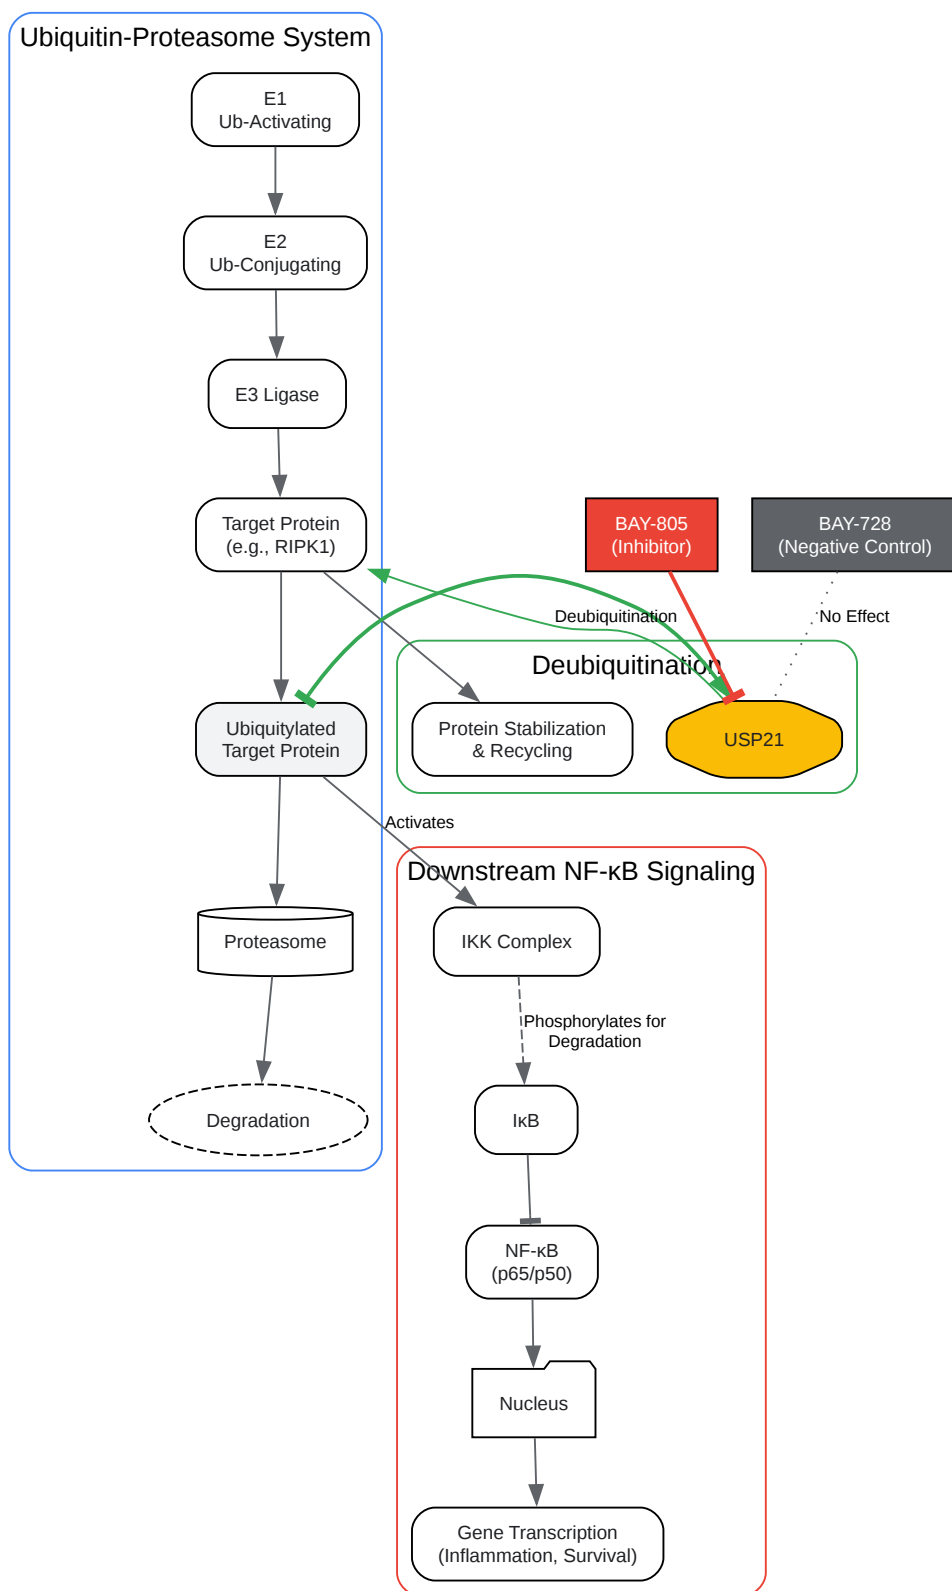 Ubiquitin-Proteasome System
E1
Ub-Activating
E2
Ub-Conjugating
E3 Ligase
Target Protein
(e.g., RIPK1)
BAY-805
(Inhibitor)
BAY-728
(Negative Control)
Deubiquitination
No Effect
Deubiquitination
Ubiquitylated
Target Protein
Protein Stabilization
& Recycling
USP21
Activates
Downstream NF-κB Signaling
Proteasome
IKK Complex
Phosphorylates for
Degradation
Degradation
IκB
NF-κB
(p65/p50)
Nucleus
Gene Transcription
(Inflammation, Survival)